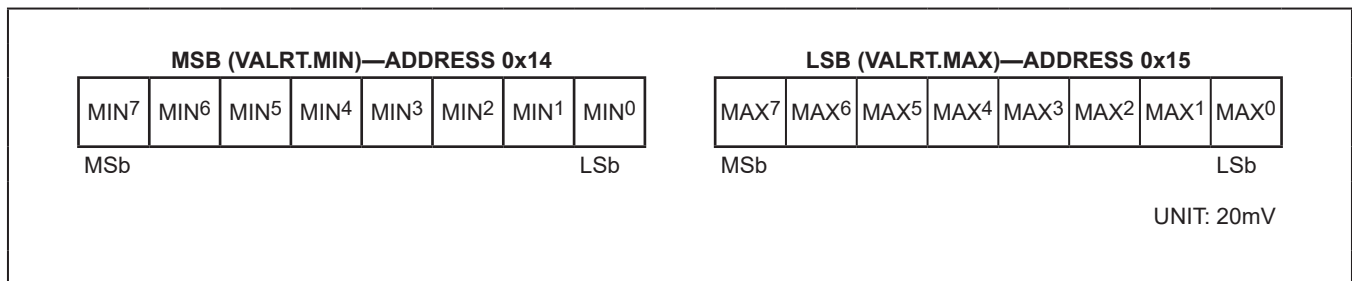 MSB (VALRT.MIN)—ADDRESS 0x14
MIN7 MIN6 MIN5 MIN4 MIN3 MIN2 MIN1 MIN0
MSb LSb
LSB (VALRT.MAX)—ADDRESS 0x15
MAX7 MAX6 MAX5 MAX4 MAX3 MAX2 MAX1 MAX0
MSb LSb
UNIT: 20mV